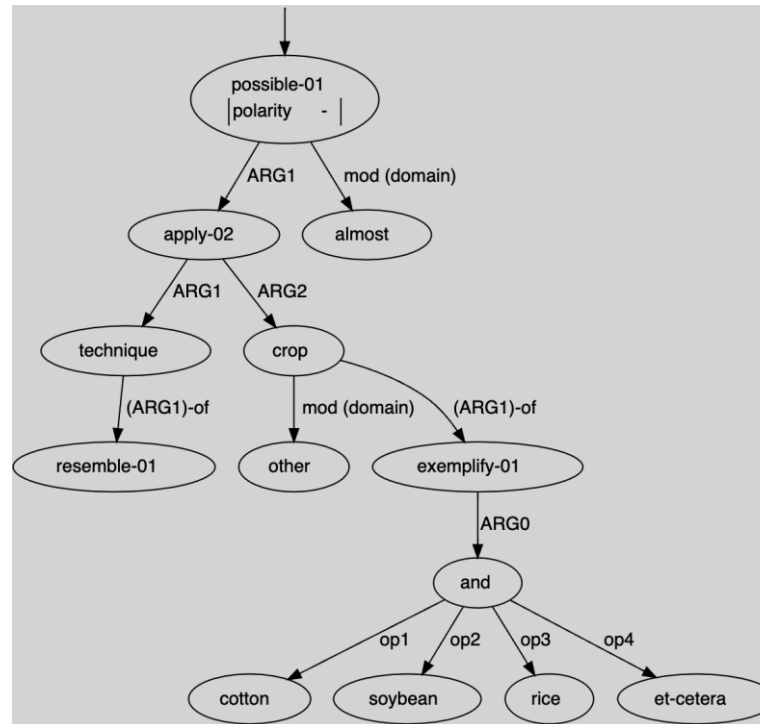 possible-01
polarity -
ARG1 mod (domain)
apply-02 almost
ARG1 ARG2
technique crop
(ARG1)-of mod (domain) (ARG1)-of
resemble-01 other exemplify-01
ARG0
and
op1 op2 op3 op4
cotton soybean rice et-cetera